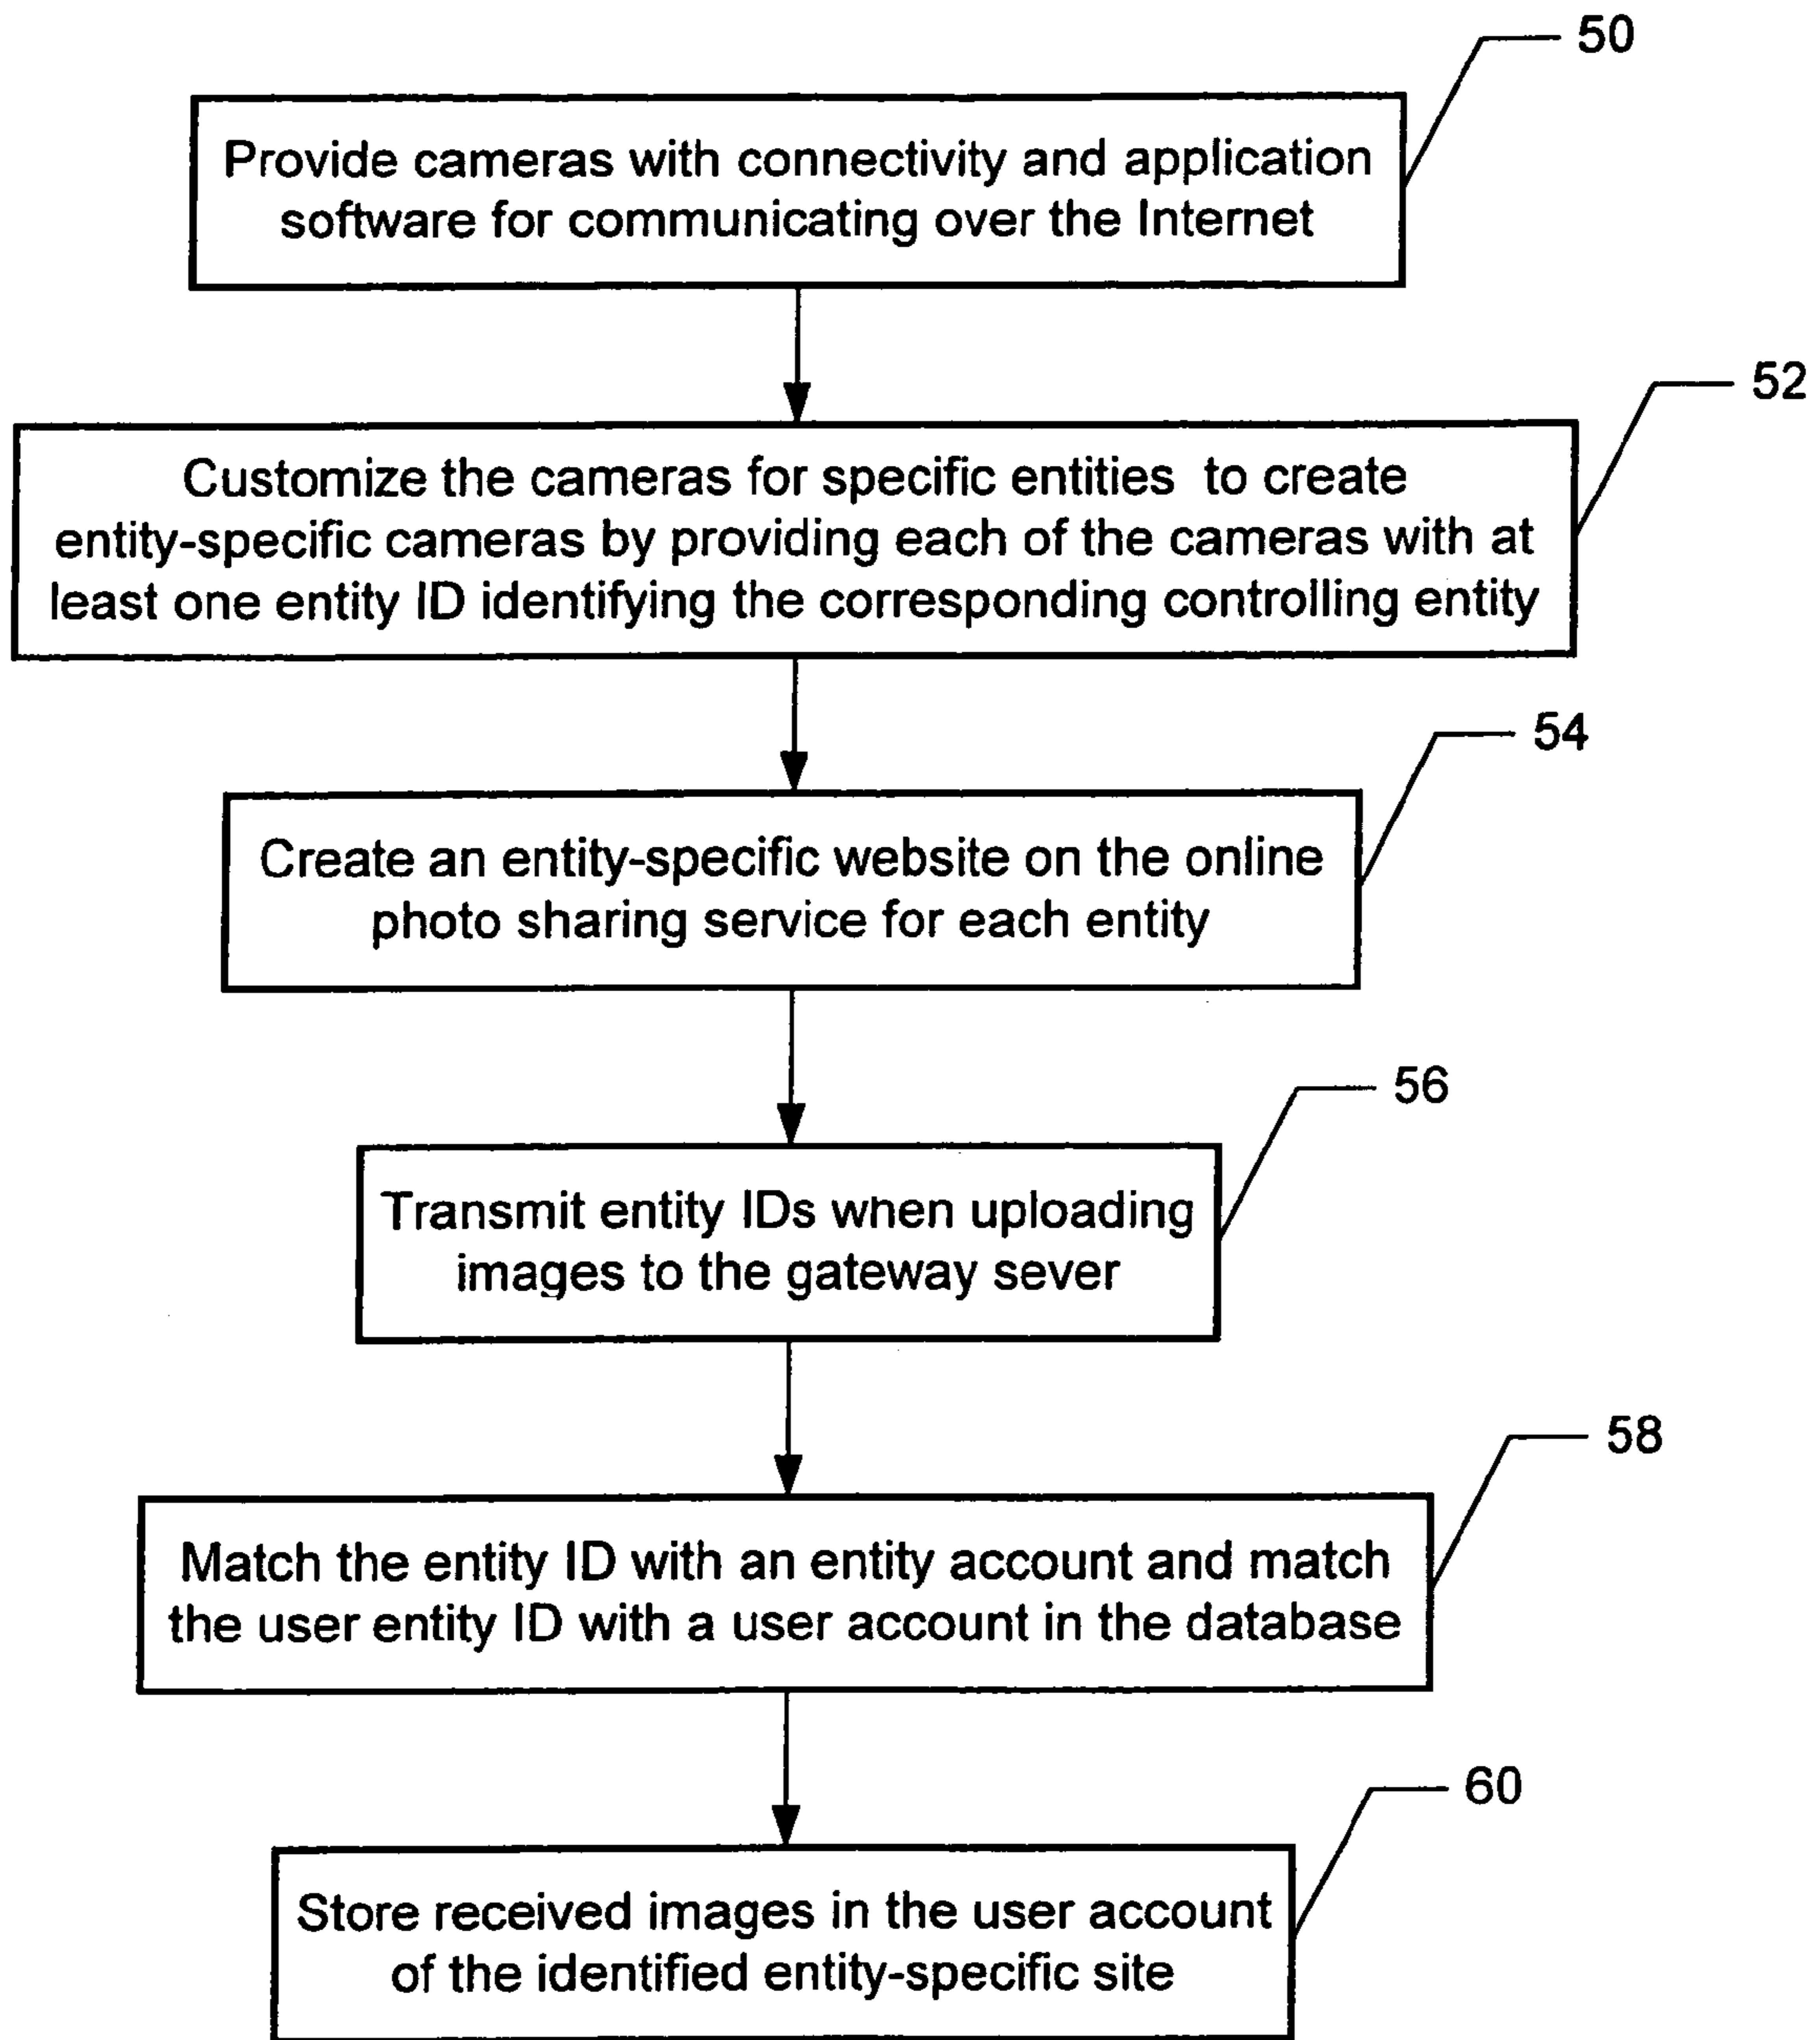 50
Provide cameras with connectivity and application
software for communicating over the Internet
52
Customize the cameras for specific entities to create
entity-specific cameras by providing each of the cameras with at
least one entity ID identifying the corresponding controlling entity
54
Create an entity-specific website on the online
photo sharing service for each entity
56
Transmit entity IDs when uploading
images to the gateway sever
58
Match the entity ID with an entity account and match
the user entity ID with a user account in the database
60
Store received images in the user account
of the identified entity-specific site